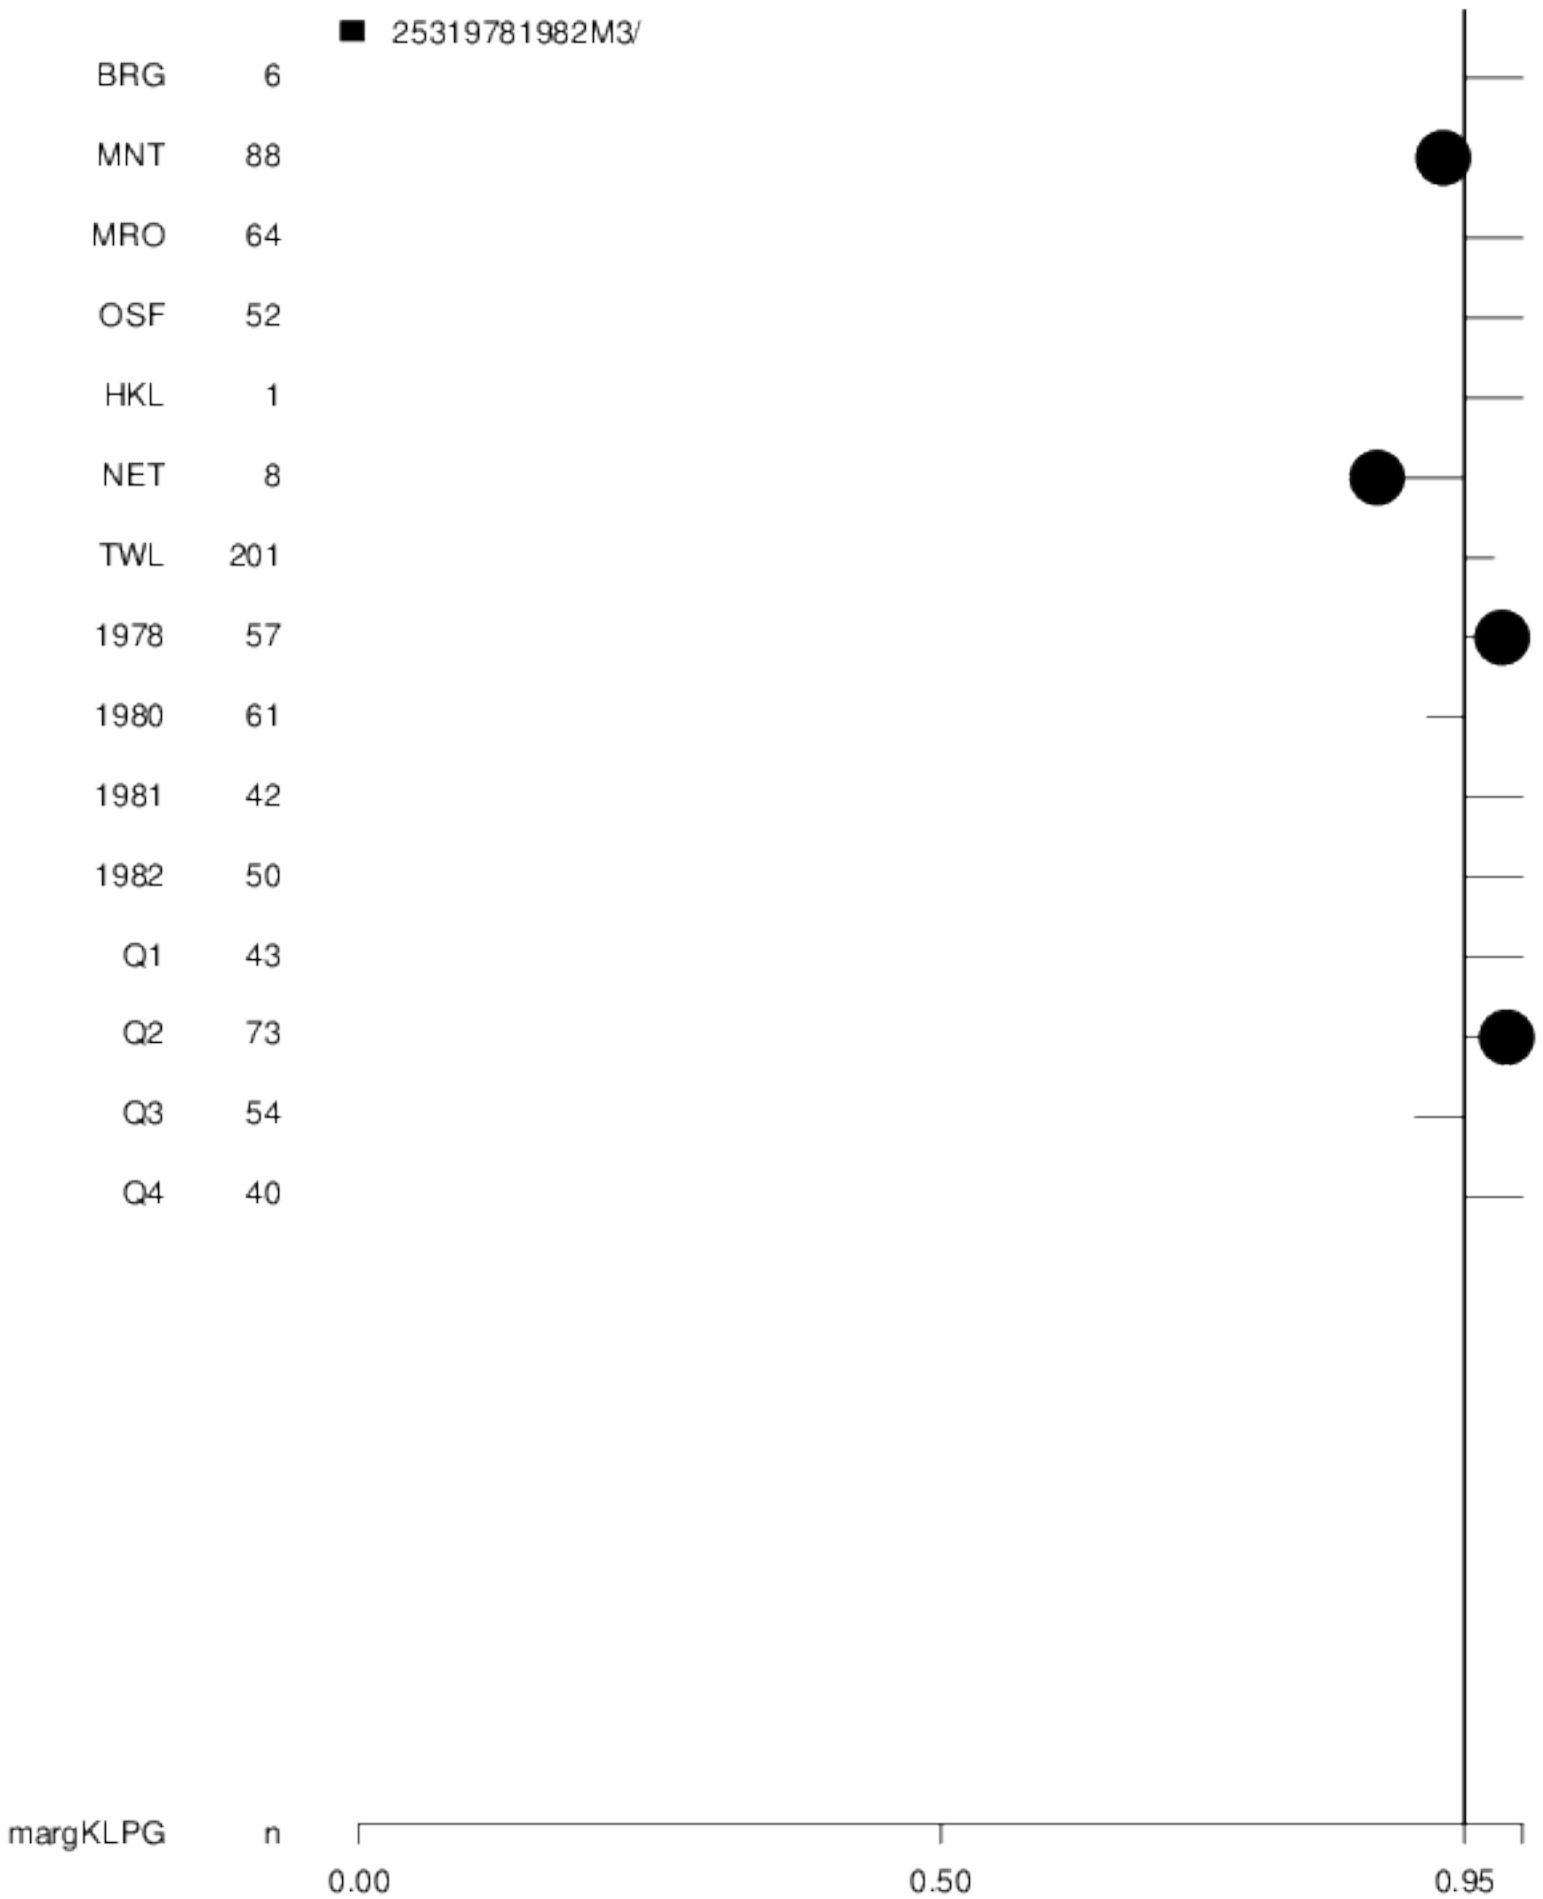 25319781982M3/
BRG 6
MNT 88
MRO 64
OSF 52
HKL 1
NET 8
TWL 201
1978 57
1980 61
1981 42
1982 50
Q1 43
Q2 73
Q3 54
Q4 40
margKLPG n
0.00 0.50 0.95